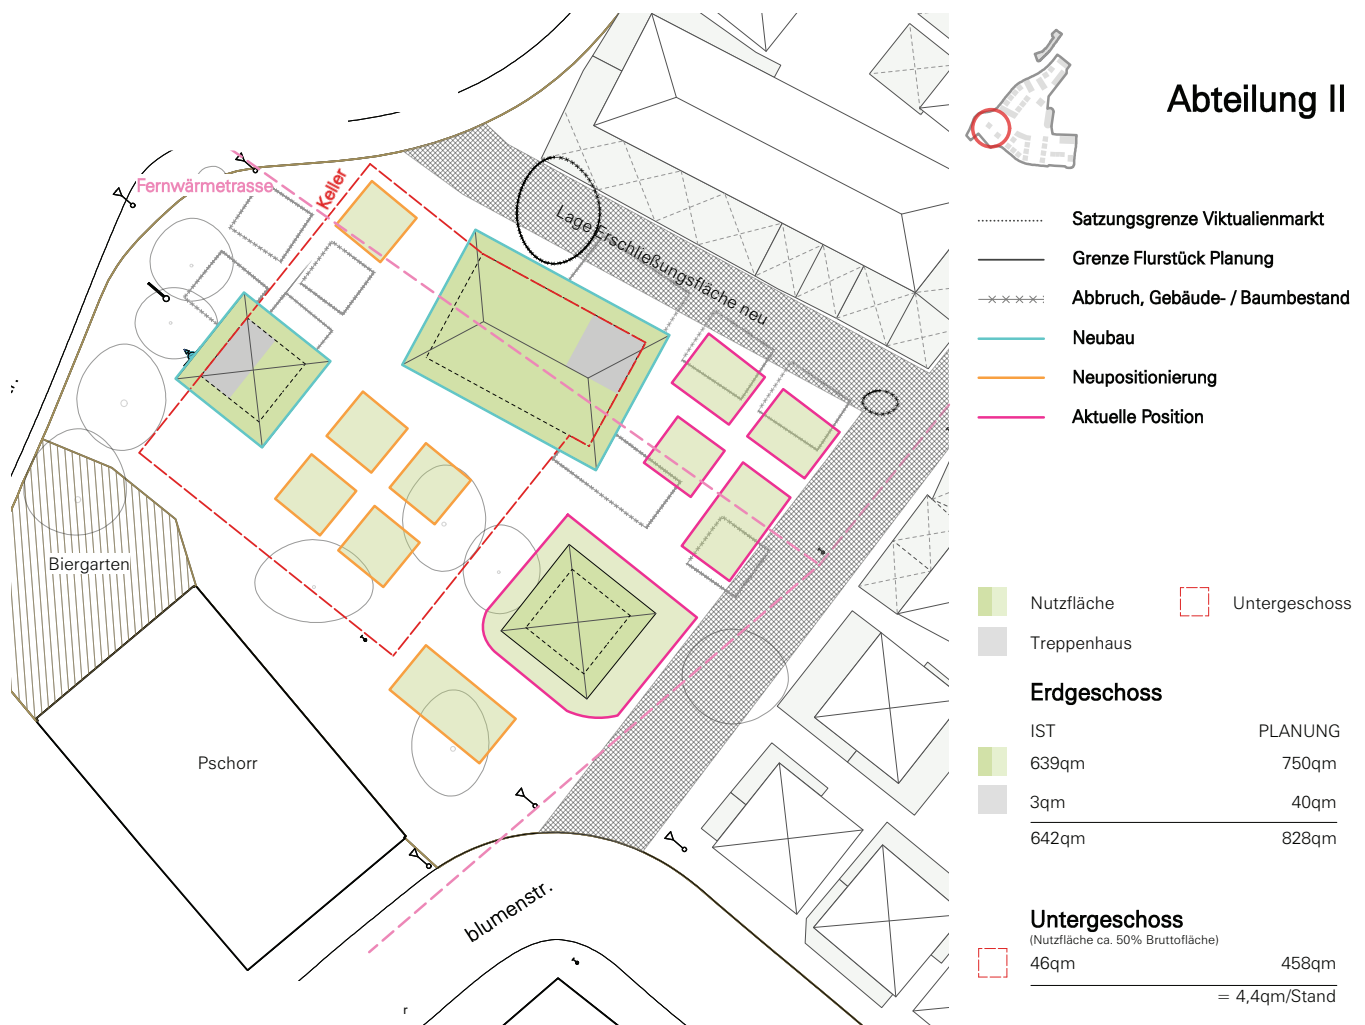 Abteilung II
Fernwärmetrasse
Keller
Lage Erschließungsfläche neu
Satzungsgrenze Viktualienmarkt
Grenze Flurstück Planung
Abbruch, Gebäude- / Baumbestand
Neubau
Neupositionierung
Aktuelle Position
Biergarten
Pschorr
blumenstr.
r
Nutzfläche
Untergeschoss
Treppenhaus
Erdgeschoss
IST PLANUNG
639qm 750qm
3qm 40qm
642qm 828qm
Untergeschoss
(Nutzfläche ca. 50% Bruttofläche)
46qm 458qm
= 4,4qm/Stand